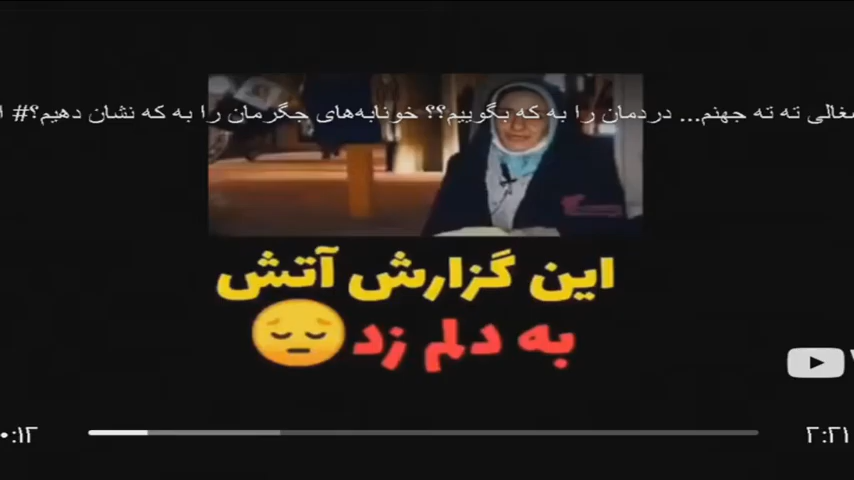 مغالی ته ته جهنم... دردمان را به که بگوییم؟؟ خونابه‌های جگرمان را به که نشان دهیم؟# ا
این گزارش آتش
به دلم زد
۰:۱۲
۲:۲۱